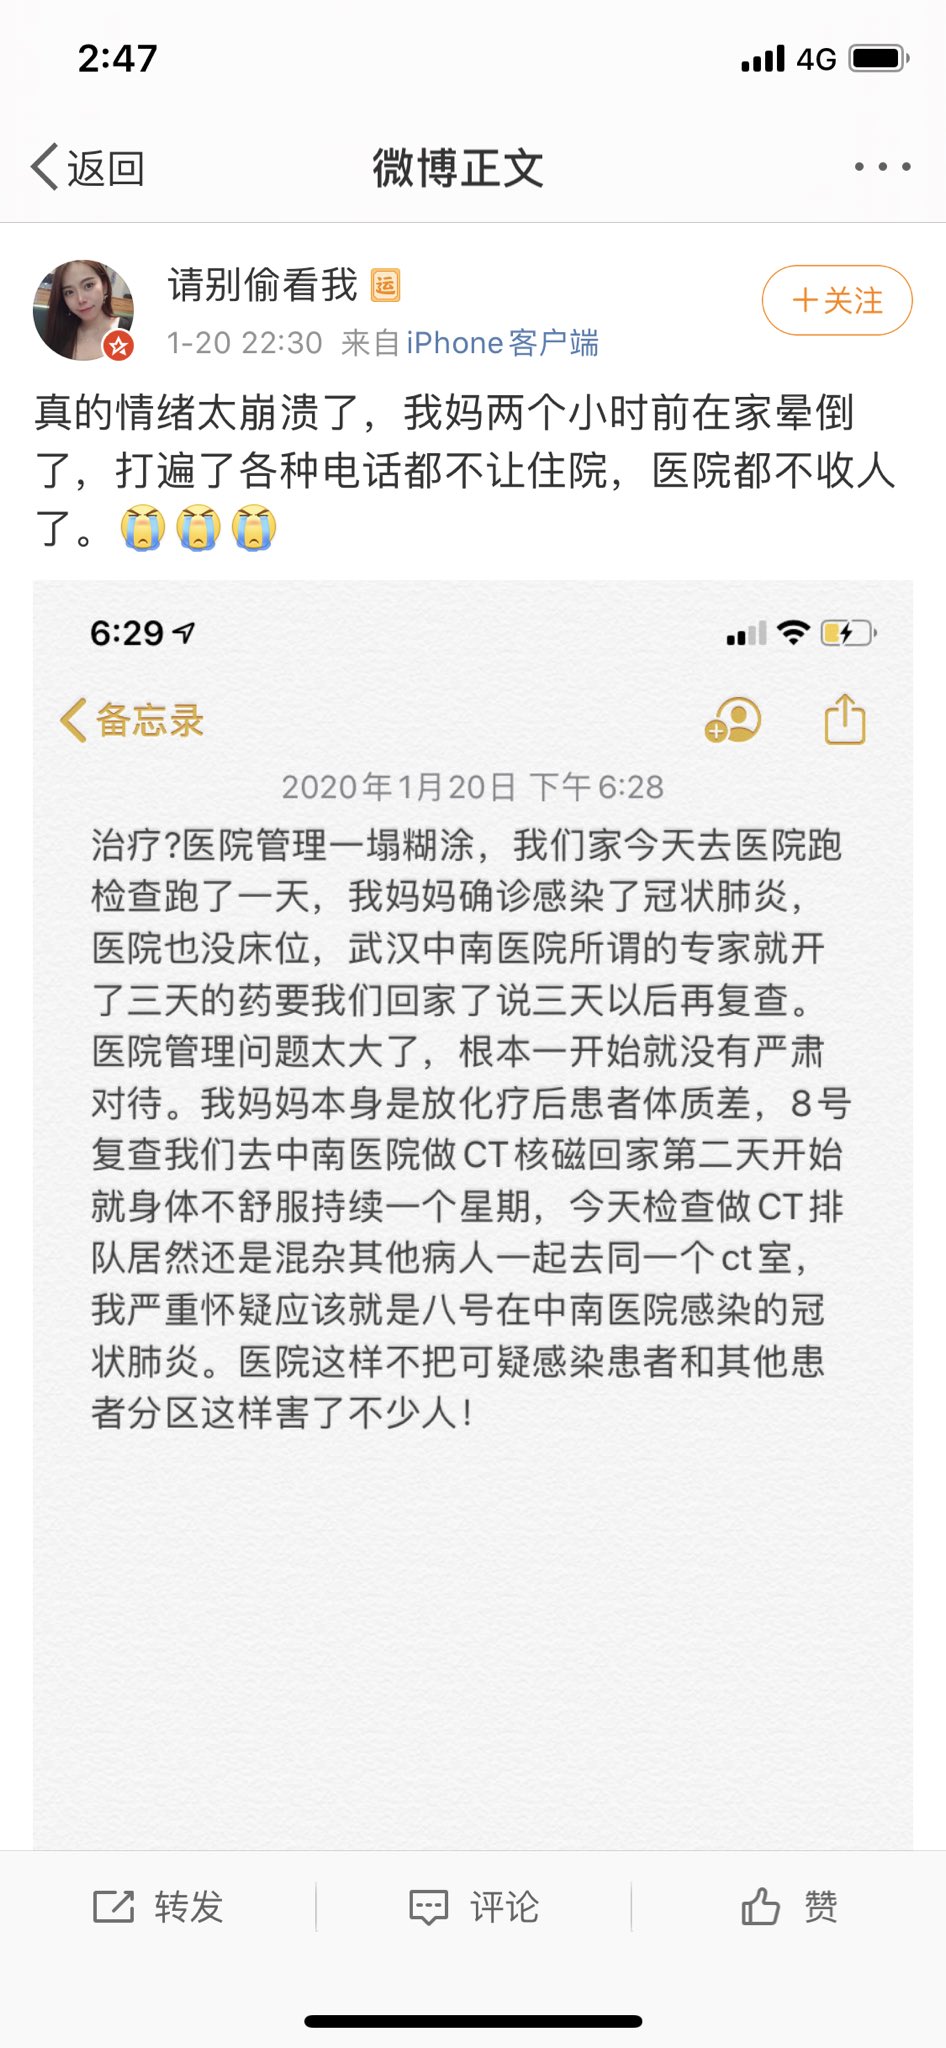 2:47
4G
返回
微博正文
请别偷看我 运
+关注
1-20 22:30 来自iPhone客户端
真的情绪太崩溃了，我妈两个小时前在家晕倒
了，打遍了各种电话都不让住院，医院都不收人
了。😭😭😭
6:29
备忘录
2020年1月20日 下午6:28
治疗?医院管理一塌糊涂，我们家今天去医院跑
检查跑了一天，我妈妈确诊感染了冠状肺炎，
医院也没床位，武汉中南医院所谓的专家就开
了三天的药要我们回家了说三天以后再复查。
医院管理问题太大了，根本一开始就没有严肃
对待。我妈妈本身是放化疗后患者体质差，8号
复查我们去中南医院做CT核磁回家第二天开始
就身体不舒服持续一个星期，今天检查做CT排
队居然还是混杂其他病人一起去同一个ct室，
我严重怀疑应该就是八号在中南医院感染的冠
状肺炎。医院这样不把可疑感染患者和其他患
者分区这样害了不少人！
转发
评论
赞